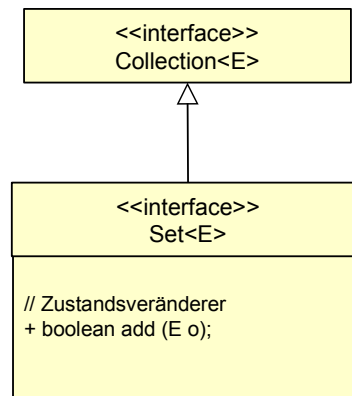 <<interface>>
Collection<E>
<<interface>>
Set<E>
// Zustandsveränderer
+ boolean add (E o);